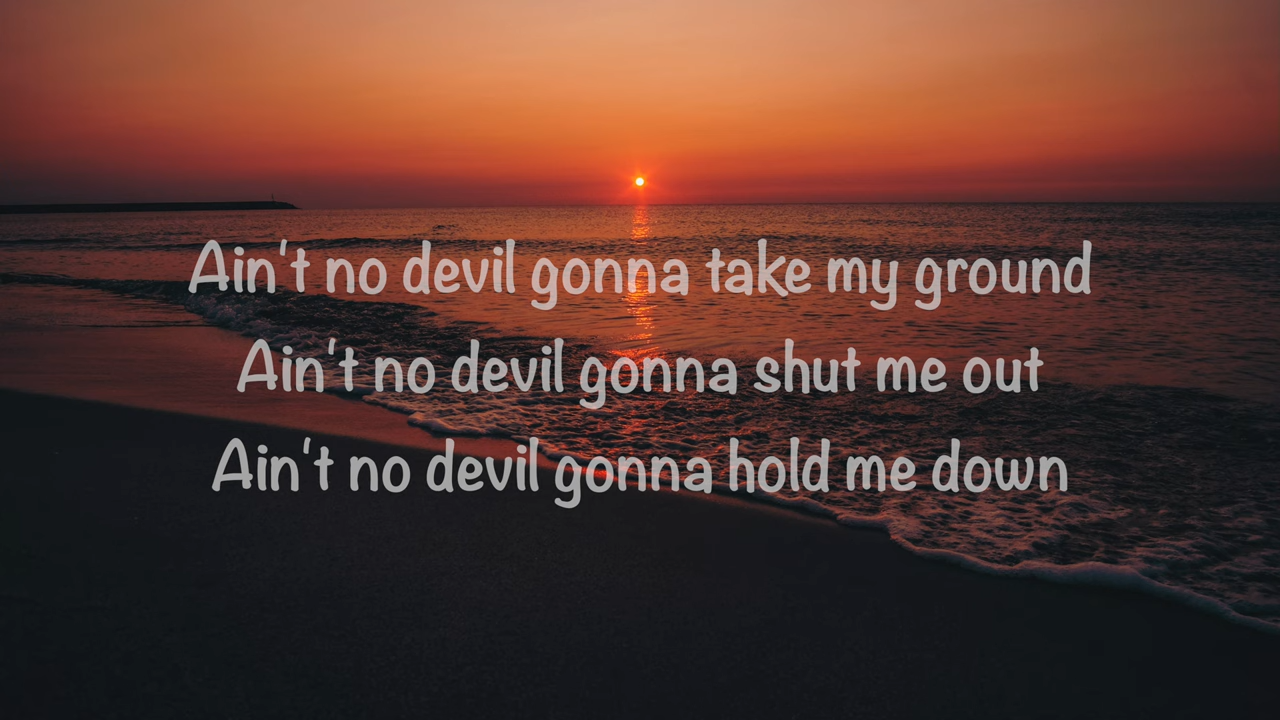 Ain't no devil gonna take my ground
Ain't no devil gonna shut me out
Ain't no devil gonna hold me down